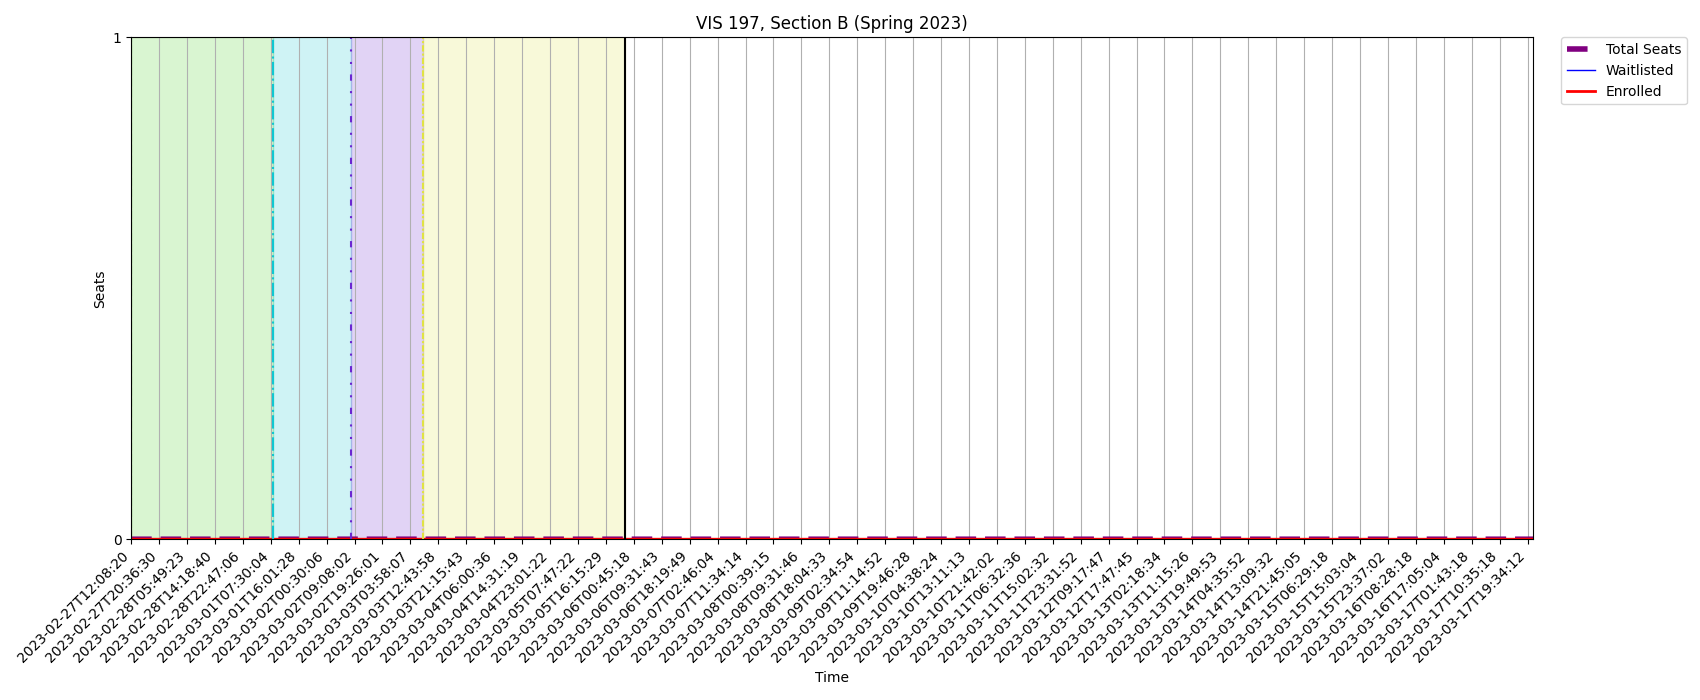 VIS 197, Section B (Spring 2023)
1
0
Seats
Total Seats
Waitlisted
Enrolled
2023-02-27T12:08:20
2023-02-27T20:36:30
2023-02-28T05:49:23
2023-02-28T14:18:40
2023-02-28T22:47:06
2023-03-01T07:30:04
2023-03-01T16:01:28
2023-03-02T00:30:06
2023-03-02T09:08:02
2023-03-02T19:26:01
2023-03-03T03:58:07
2023-03-03T12:43:58
2023-03-03T21:15:43
2023-03-04T06:00:36
2023-03-04T14:31:19
2023-03-04T23:01:22
2023-03-05T07:47:22
2023-03-05T16:15:29
2023-03-06T00:45:18
2023-03-06T09:31:43
2023-03-06T18:19:49
2023-03-07T02:46:04
2023-03-07T11:34:14
2023-03-08T00:39:15
2023-03-08T09:31:46
2023-03-08T18:04:33
2023-03-09T02:34:54
2023-03-09T11:14:52
2023-03-09T19:46:28
2023-03-10T04:38:24
2023-03-10T13:11:13
2023-03-10T21:42:02
2023-03-11T06:32:36
2023-03-11T15:02:32
2023-03-11T23:31:52
2023-03-12T09:17:47
2023-03-12T17:47:45
2023-03-13T02:18:34
2023-03-13T11:15:26
2023-03-13T19:49:53
2023-03-14T04:35:52
2023-03-14T13:09:32
2023-03-14T21:45:05
2023-03-15T06:29:18
2023-03-15T15:03:04
2023-03-15T23:37:02
2023-03-16T08:28:18
2023-03-16T17:05:04
2023-03-17T01:43:18
2023-03-17T10:35:18
2023-03-17T19:34:12
Time